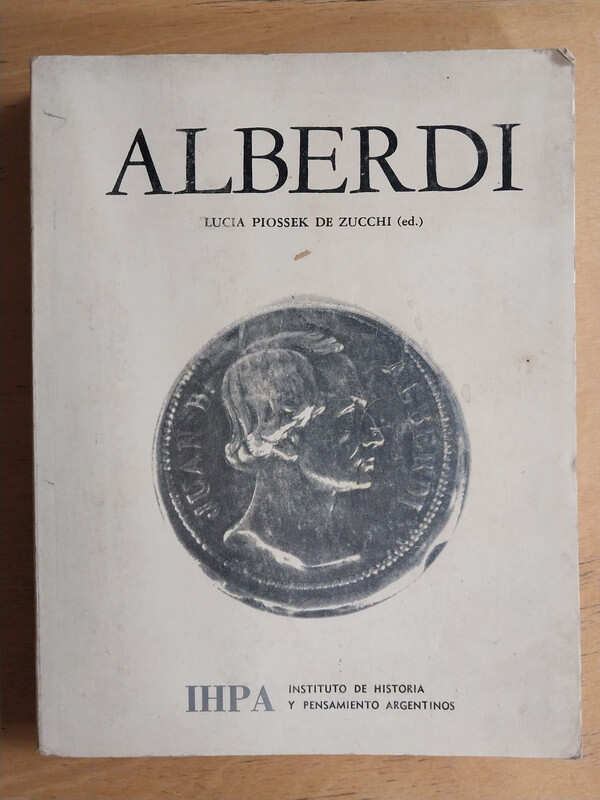 ALBERDI
LUCIA PIOSSEK DE ZUCCHI (ed.)
JUAN B. ALBERDI
IHPA INSTITUTO DE HISTORIA
Y PENSAMIENTO ARGENTINOS